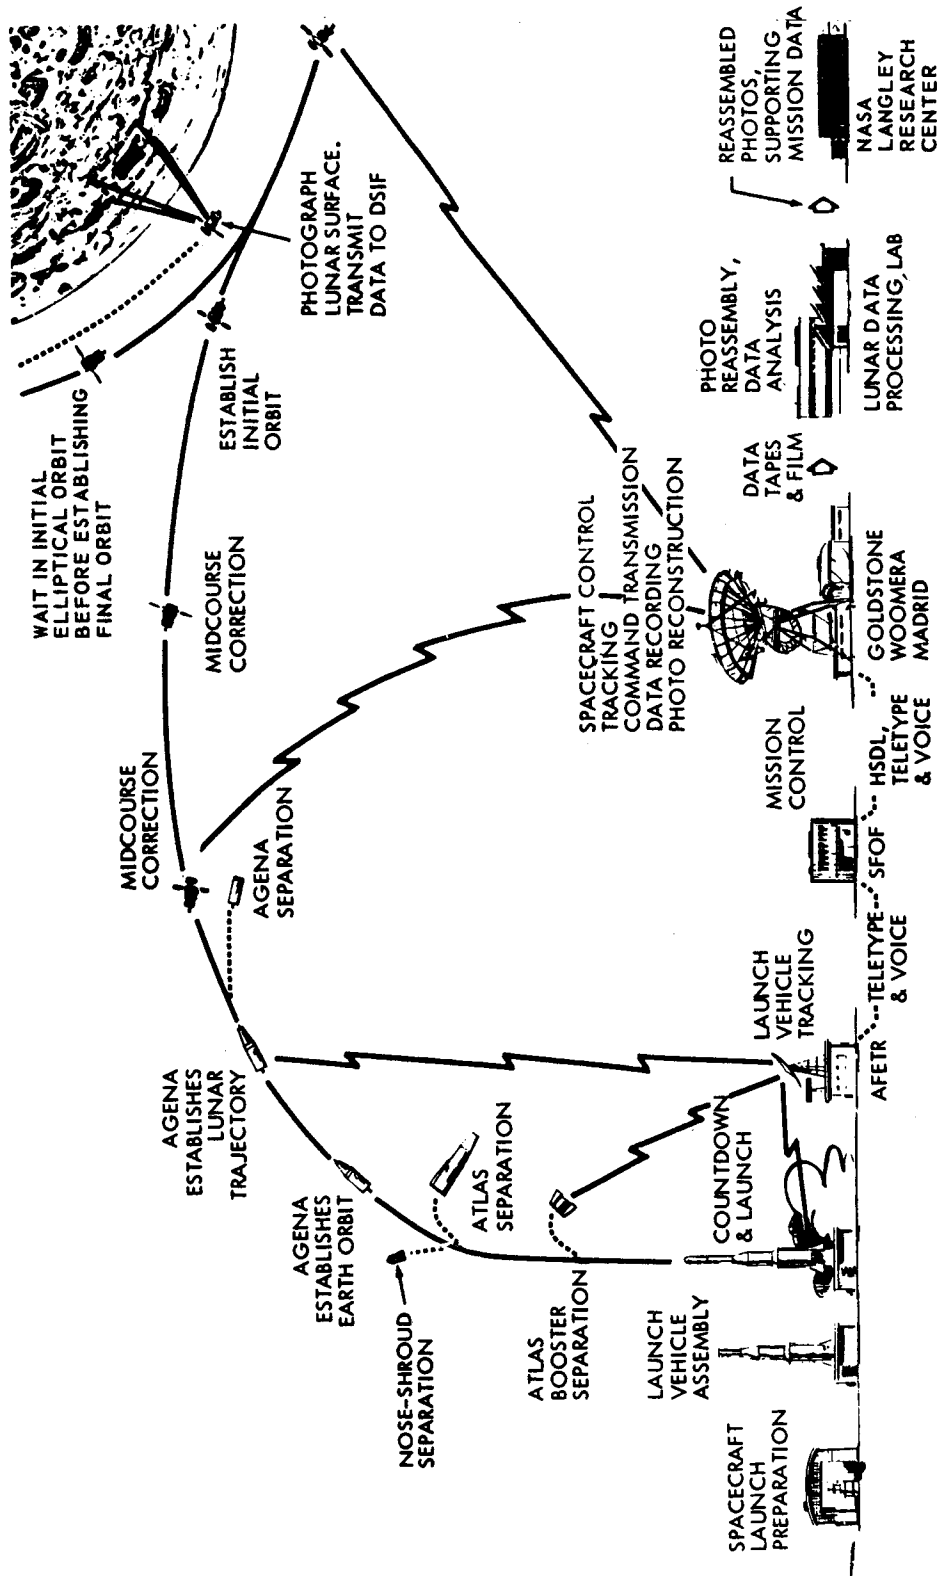 WAIT IN INITIAL
ELLIPTICAL ORBIT
BEFORE ESTABLISHING
FINAL ORBIT
MIDCOURSE
CORRECTION
MIDCOURSE
CORRECTION
ESTABLISH
INITIAL
ORBIT
PHOTOGRAPH
LUNAR SURFACE.
TRANSMIT
DATA TO DSIF
AGENA
SEPARATION
AGENA
ESTABLISHES
LUNAR
TRAJECTORY
AGENA
ESTABLISHES
EARTH ORBIT
NOSE-SHROUD
SEPARATION
ATLAS
SEPARATION
ATLAS
BOOSTER
SEPARATION
SPACECRAFT
LAUNCH
PREPARATION
LAUNCH
VEHICLE
ASSEMBLY
COUNTDOWN
& LAUNCH
LAUNCH
VEHICLE
TRACKING
AFETR
TELETYPE
& VOICE
SFOF
MISSION
CONTROL
HSDL,
TELETYPE
& VOICE
SPACECRAFT CONTROL
TRACKING
COMMAND TRANSMISSION
DATA RECORDING
PHOTO RECONSTRUCTION
GOLDSTONE
WOOMERA
MADRID
DATA
TAPES
& FILM
PHOTO
REASSEMBLY,
DATA
ANALYSIS
LUNAR DATA
PROCESSING, LAB
REASSEMBLED
PHOTOS,
SUPPORTING
MISSION DATA
NASA
LANGLEY
RESEARCH
CENTER